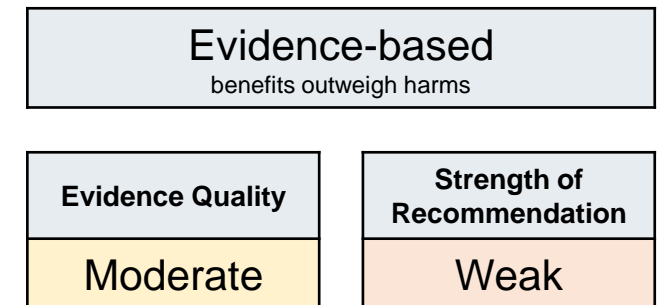 Evidence-based
benefits outweigh harms
Evidence Quality
Strength of
Recommendation
Moderate
Weak